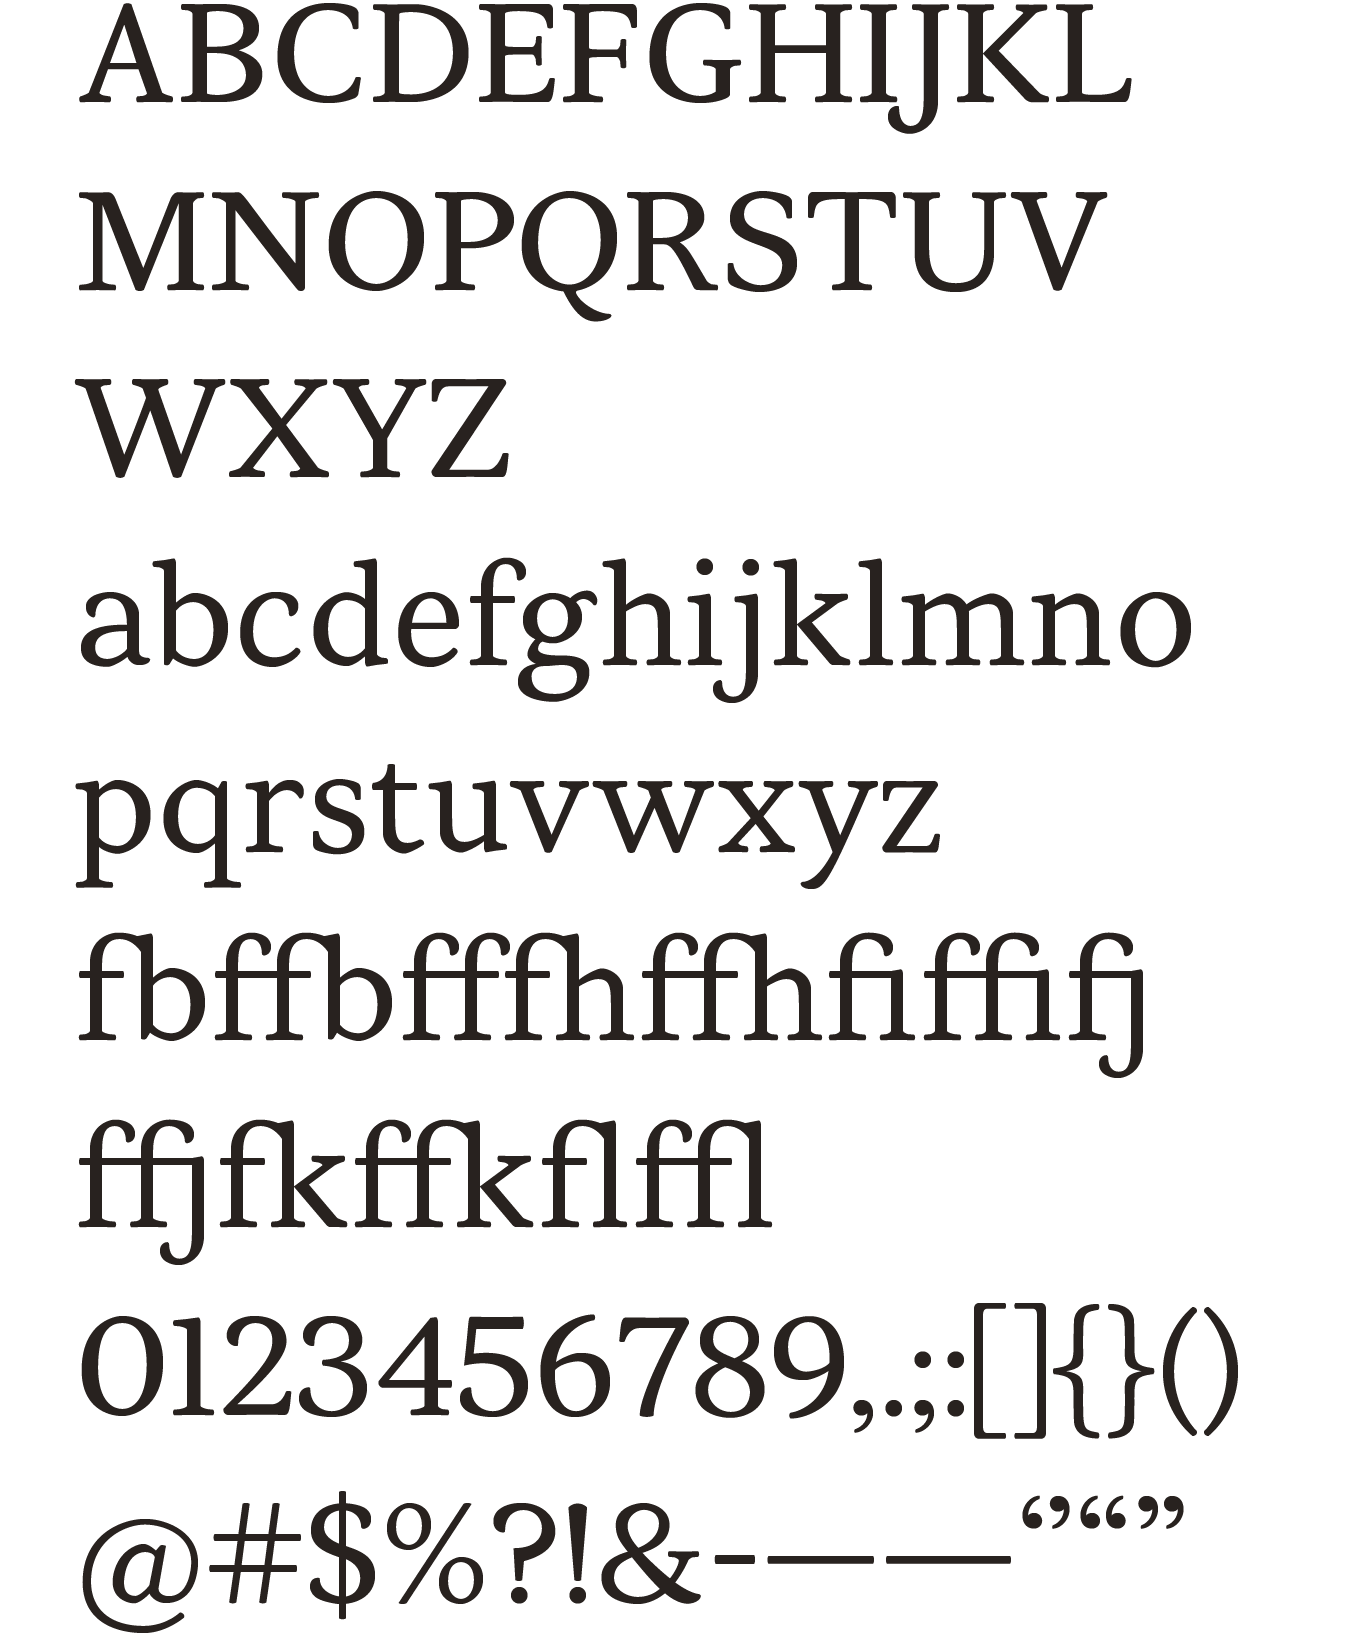 ABCDEFGHIJKL
MNOPQRSTUV
WXYZ
abcdefghijklmno
pqrstuvwxyz
fbffbfffhffhfiffifj
ffjfkffkflffl
0123456789,.;:[]{}()
@#$%?!&-–—‘’“”